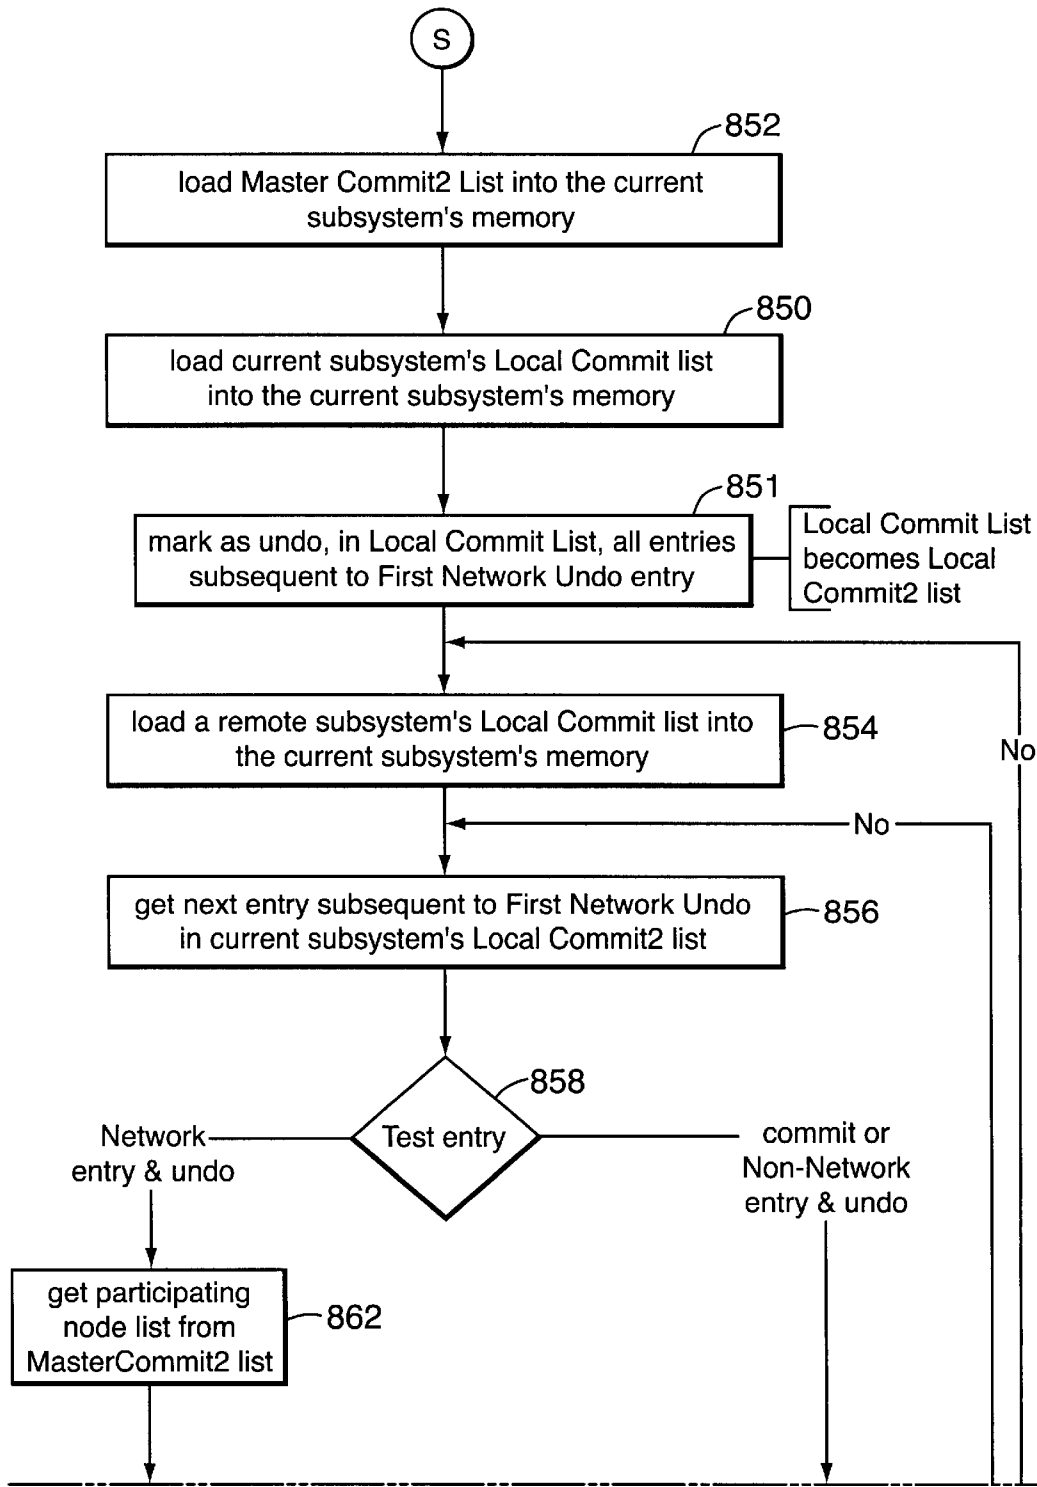 S
852
load Master Commit2 List into the current
subsystem's memory
850
load current subsystem's Local Commit list
into the current subsystem's memory
851
mark as undo, in Local Commit List, all entries
subsequent to First Network Undo entry
Local Commit List
becomes Local
Commit2 list
load a remote subsystem's Local Commit list into
the current subsystem's memory
854
No
No
get next entry subsequent to First Network Undo
in current subsystem's Local Commit2 list
856
858
Test entry
Network
entry & undo
commit or
Non-Network
entry & undo
get participating
node list from
MasterCommit2 list
862